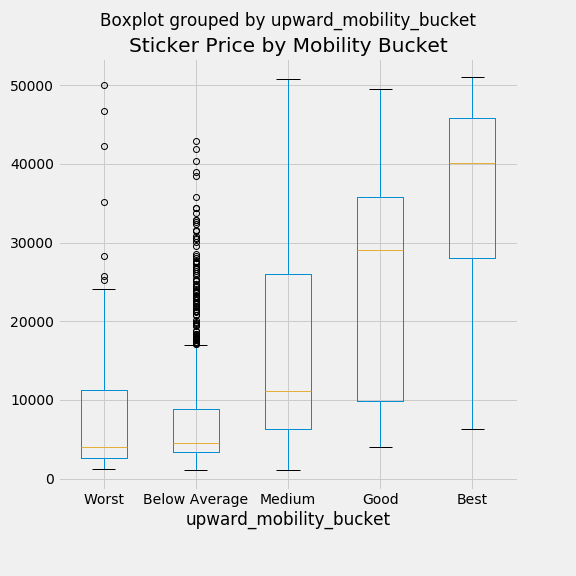 Boxplot grouped by upward_mobility_bucket
Sticker Price by Mobility Bucket
50000
40000
30000
20000
10000
0
Worst Below Average Medium Good Best
upward_mobility_bucket